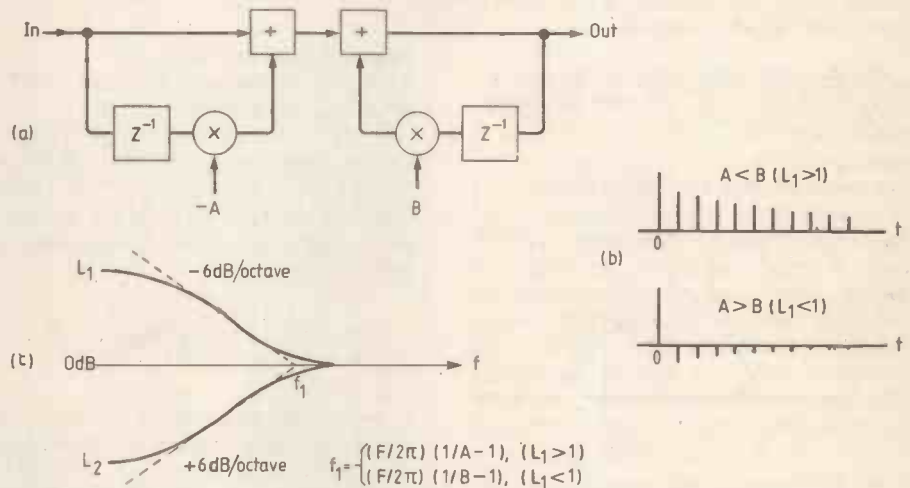 In
+
+
Out
(a)
Z⁻¹
×
×
Z⁻¹
-A
B
A < B (L₁>1)
t
0
(b)
A > B (L₁<1)
t
0
L₁
-6dB/octave
(c)
0dB
f
f₁
L₂
+6dB/octave
f₁ = { (F/2π) (1/A-1), (L₁>1)
(F/2π) (1/B-1), (L₁<1)